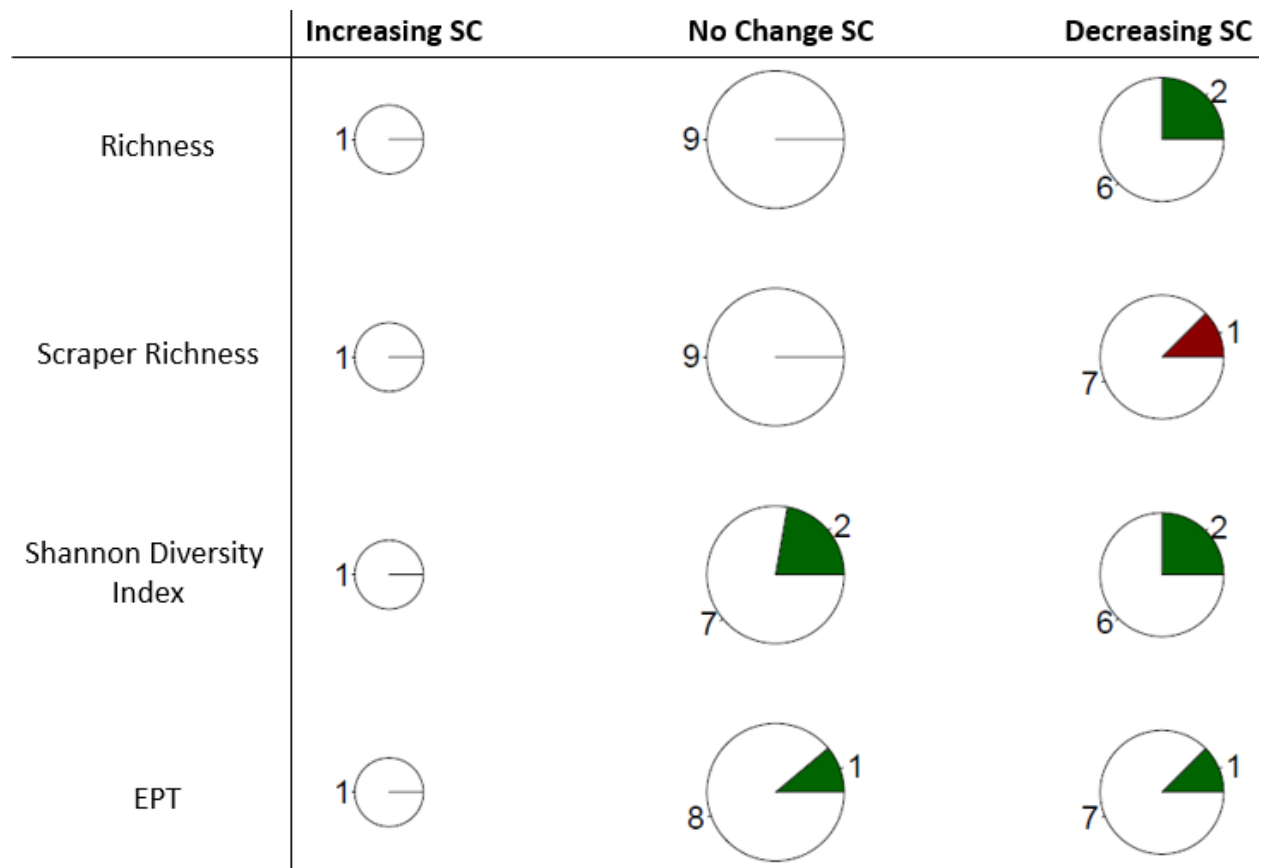 Increasing SC No Change SC Decreasing SC
Richness 1 9 2
6
Scraper Richness 1 9 1
7
Shannon Diversity
Index
1 2 2
7 6
EPT 1 1 1
8 7